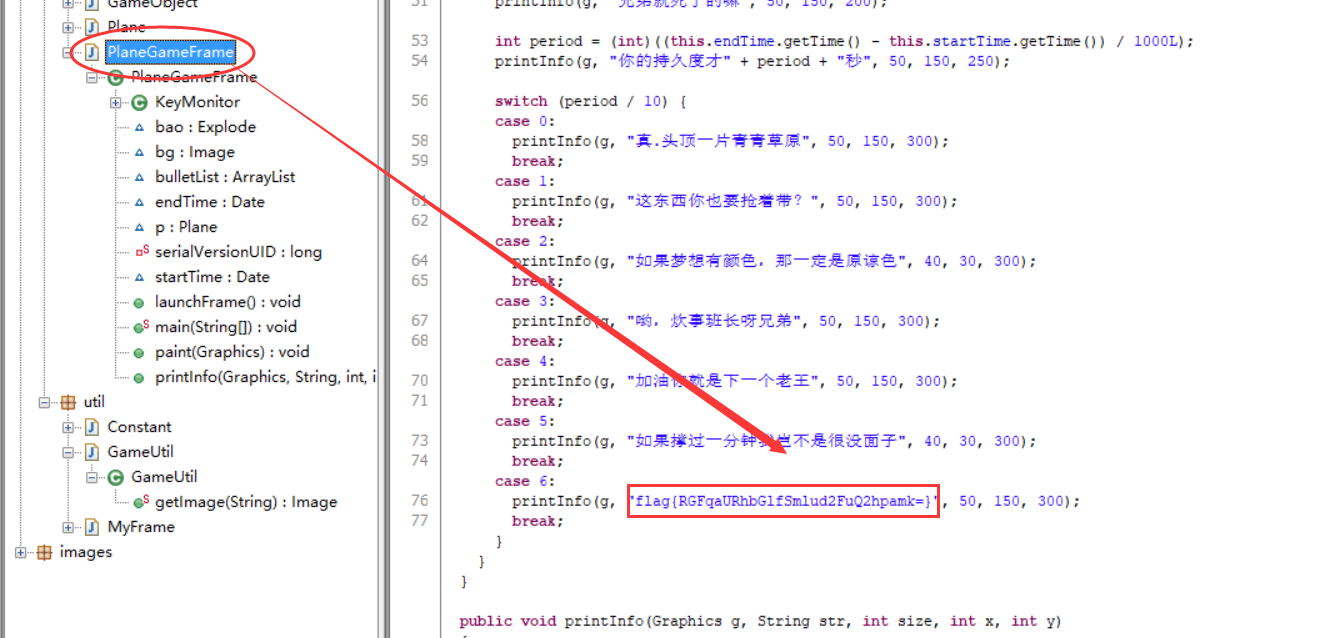 GameObject
Plane
PlaneGameFrame
PlaneGameFrame
KeyMonitor
bao : Explode
bg : Image
bulletList : ArrayList
endTime : Date
p : Plane
serialVersionUID : long
startTime : Date
launchFrame() : void
main(String[]) : void
paint(Graphics) : void
printInfo(Graphics, String, int, i
util
Constant
GameUtil
GameUtil
getImage(String) : Image
MyFrame
images
51 printInfo(g, "兄弟就死了的嘛", 50, 150, 200);
53 int period = (int)((this.endTime.getTime() - this.startTime.getTime()) / 1000L);
54 printInfo(g, "你的持久度才" + period + "秒", 50, 150, 250);
56 switch (period / 10) {
case 0:
58 printInfo(g, "真.头顶一片青青草原", 50, 150, 300);
59 break;
case 1:
61 printInfo(g, "这东西你也要抢着带？", 50, 150, 300);
62 break;
case 2:
64 printInfo(g, "如果梦想有颜色，那一定是原谅色", 40, 30, 300);
65 break;
case 3:
67 printInfo(g, "哟，炊事班长呀兄弟", 50, 150, 300);
68 break;
case 4:
70 printInfo(g, "加油你就是下一个老王", 50, 150, 300);
71 break;
case 5:
73 printInfo(g, "如果撑过一分钟我岂不是很没面子", 40, 30, 300);
74 break;
case 6:
76 printInfo(g, "flag{RGFqaURhbGlfSmlud2FuQ2hpamk=}", 50, 150, 300);
77 break;
}
}
}
public void printInfo(Graphics g, String str, int size, int x, int y)